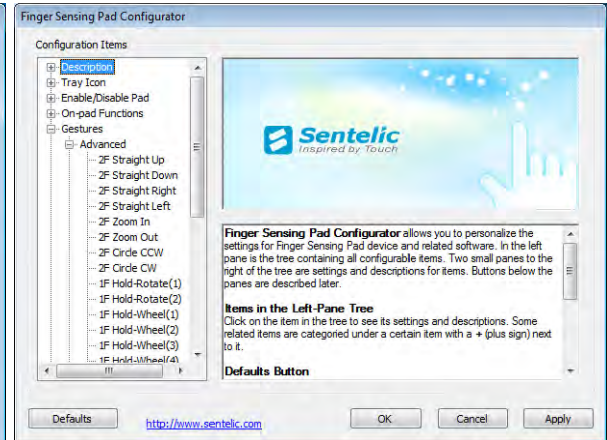 Finger Sensing Pad Configurator
Configuration Items
Description
Tray Icon
Enable/Disable Pad
On-pad Functions
Gestures
Advanced
2F Straight Up
2F Straight Down
2F Straight Right
2F Straight Left
2F Zoom In
2F Zoom Out
2F Circle CCW
2F Circle CW
1F Hold-Rotate(1)
1F Hold-Rotate(2)
1F Hold-Wheel(1)
1F Hold-Wheel(2)
1F Hold-Wheel(3)
1F Hold-Wheel(4)
Sentelic
Inspired by Touch
Finger Sensing Pad Configurator allows you to personalize the
settings for Finger Sensing Pad device and related software. In the left
pane is the tree containing all configurable items. Two small panes to the
right of the tree are settings and descriptions for items. Buttons below the
panes are described later.
Items in the Left-Pane Tree
Click on the item in the tree to see its settings and descriptions. Some
related items are categoried under a certain item with a + (plus sign) next
to it.
Defaults Button
Defaults
http://www.sentelic.com
OK
Cancel
Apply